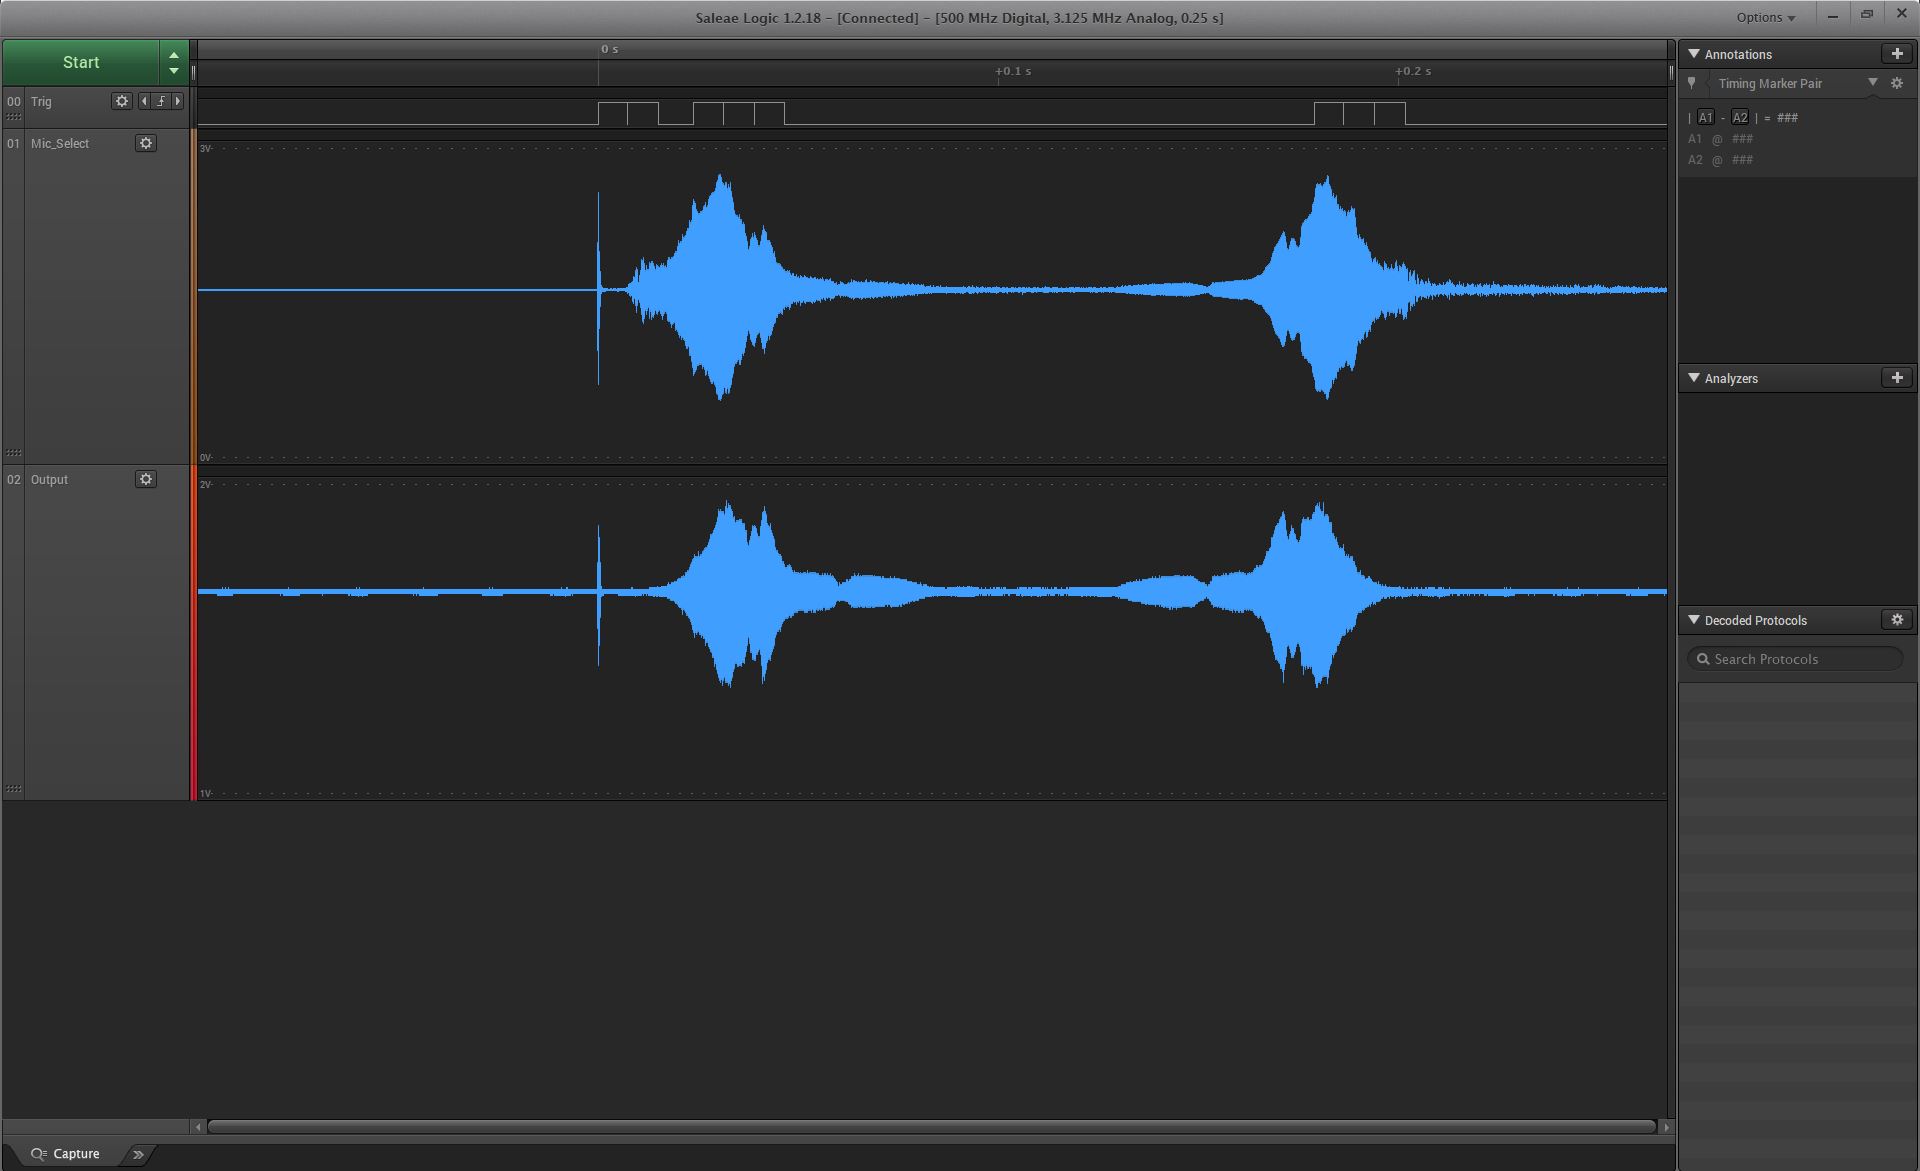 Saleae Logic 1.2.18 - [Connected] - [500 MHz Digital, 3.125 MHz Analog, 0.25 s]
Options
Start
0 s
+0.1 s
+0.2 s
00 Trig
01 Mic_Select
3V
0V
02 Output
2V
1V
Annotations
Timing Marker Pair
| A1 - A2 | = ###
A1 @ ###
A2 @ ###
Analyzers
Decoded Protocols
Search Protocols
Capture